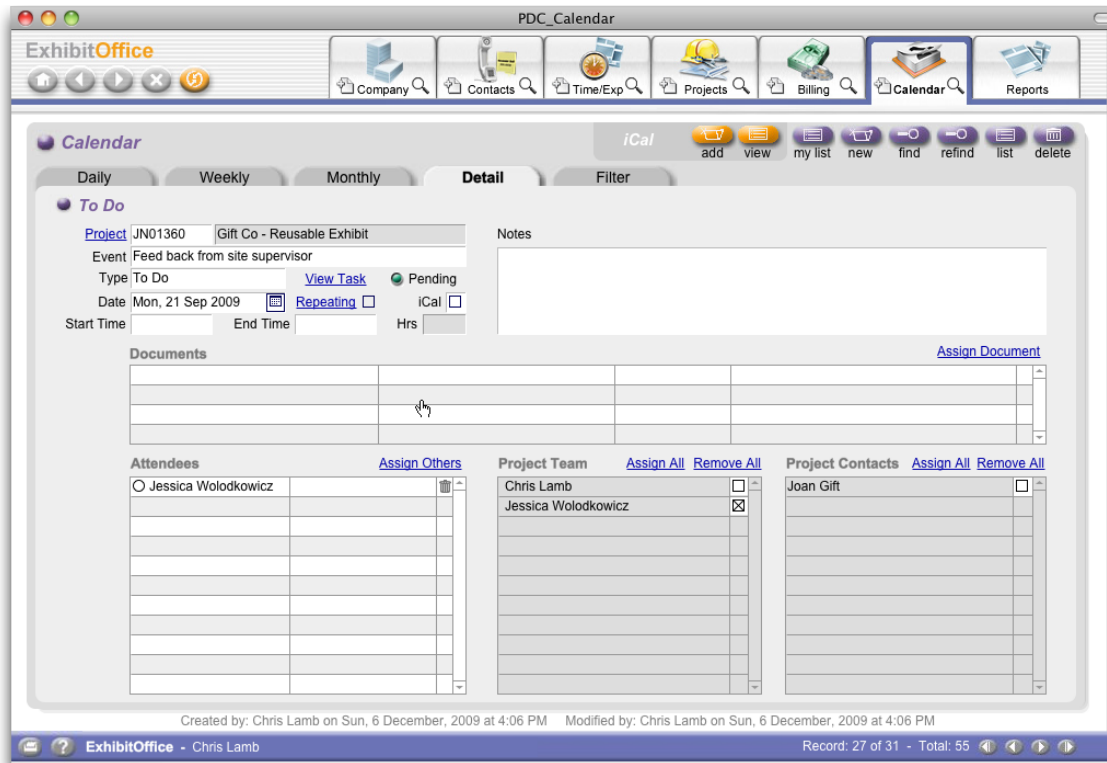 PDC_Calendar
ExhibitOffice
Company
Contacts
Time/Exp
Projects
Billing
Calendar
Reports
Calendar
iCal
add
view
my list
new
find
refind
list
delete
Daily
Weekly
Monthly
Detail
Filter
To Do
Project JN01360 Gift Co - Reusable Exhibit
Notes
Event Feed back from site supervisor
Type To Do View Task Pending
Date Mon, 21 Sep 2009 Repeating iCal
Start Time End Time Hrs
Documents Assign Document
Attendees Assign Others
Project Team Assign All Remove All
Project Contacts Assign All Remove All
Jessica Wolodkowicz
Chris Lamb
Joan Gift
Jessica Wolodkowicz
Created by: Chris Lamb on Sun, 6 December, 2009 at 4:06 PM Modified by: Chris Lamb on Sun, 6 December, 2009 at 4:06 PM
? ExhibitOffice - Chris Lamb
Record: 27 of 31 - Total: 55